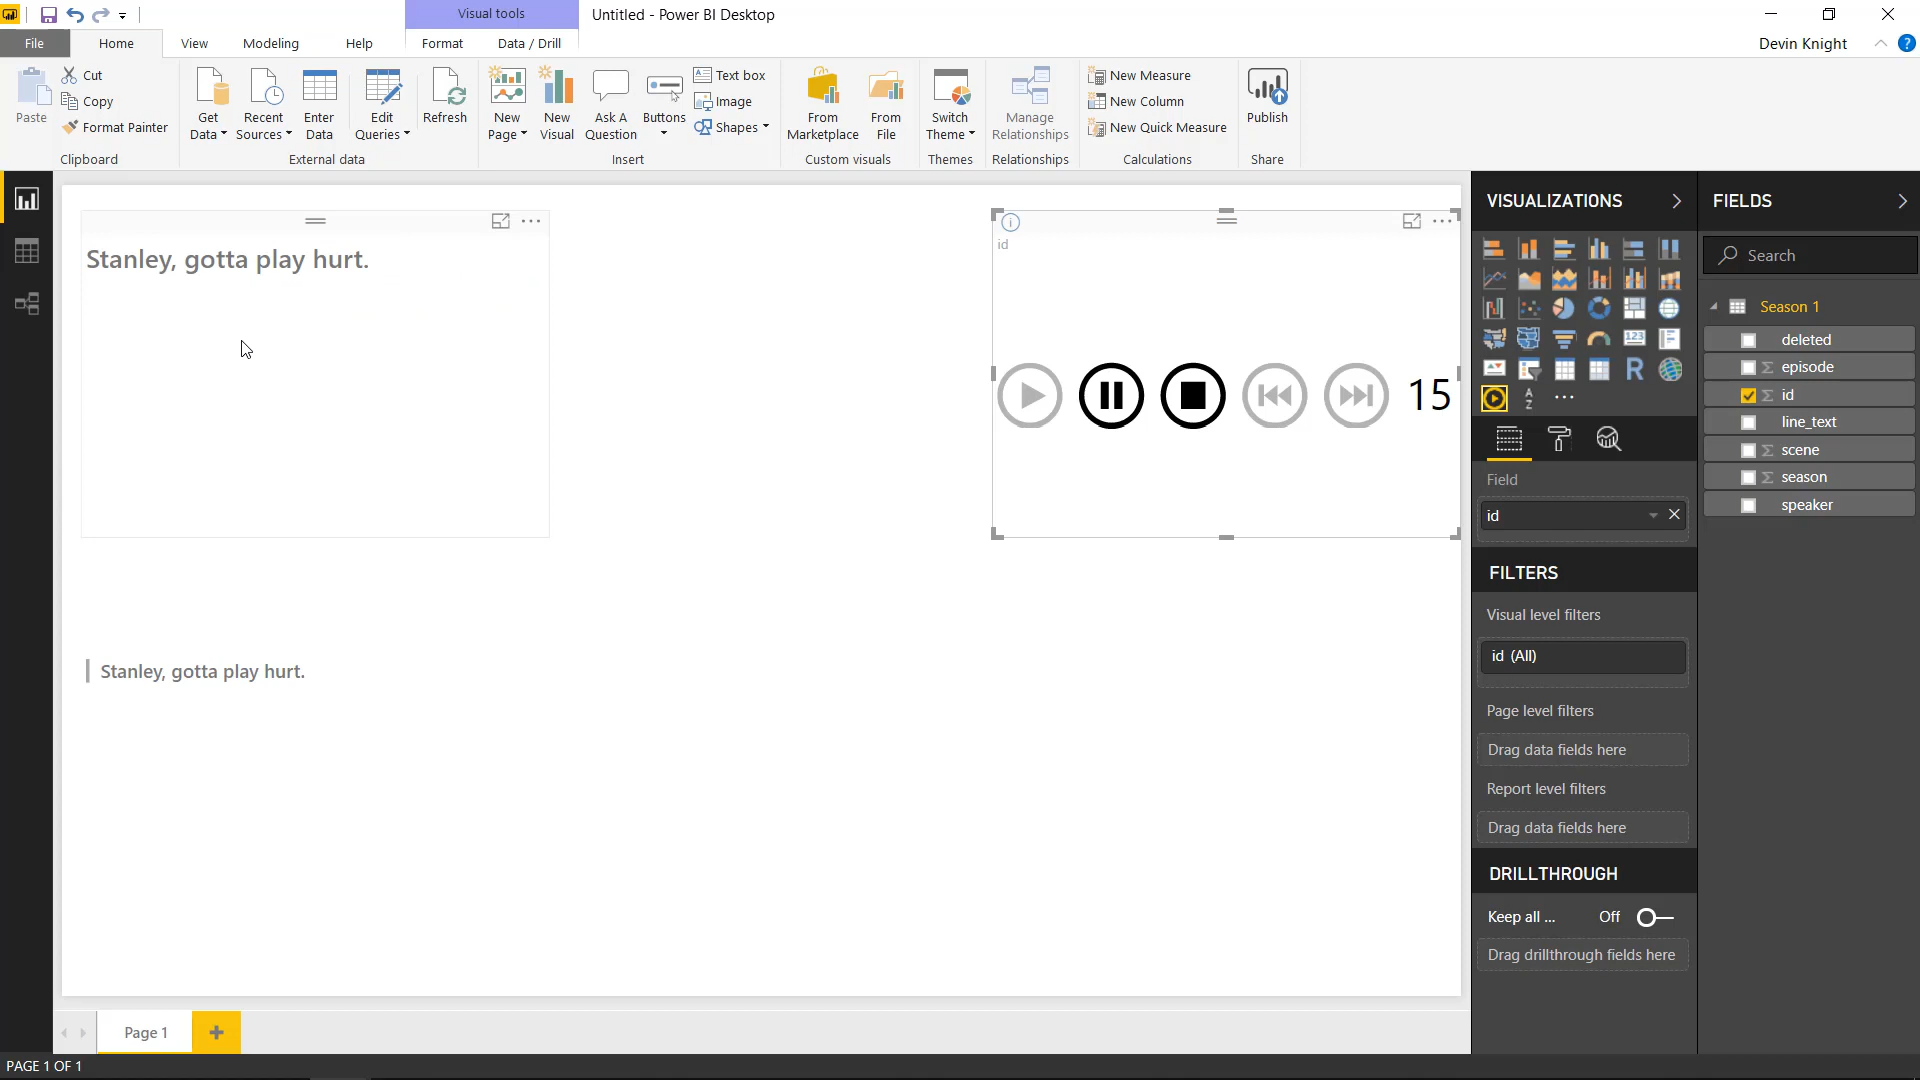 Visual tools
Untitled - Power BI Desktop
File
Home
View
Modeling
Help
Format
Data / Drill
Devin Knight
?
Paste
Cut
Copy
Format Painter
Clipboard
Get
Data
Recent
Sources
Enter
Data
Edit
Queries
Refresh
External data
New
Page
New
Visual
Ask A
Question
Buttons
Text box
Image
Shapes
Insert
From
Marketplace
From
File
Custom visuals
Switch
Theme
Themes
Manage
Relationships
Relationships
New Measure
New Column
New Quick Measure
Calculations
Publish
Share
Stanley, gotta play hurt.
id
15
Stanley, gotta play hurt.
VISUALIZATIONS
Field
id
FILTERS
Visual level filters
id (All)
Page level filters
Drag data fields here
Report level filters
Drag data fields here
DRILLTHROUGH
Keep all ...
Off
Drag drillthrough fields here
FIELDS
Search
Season 1
deleted
episode
id
line_text
scene
season
speaker
Page 1
PAGE 1 OF 1